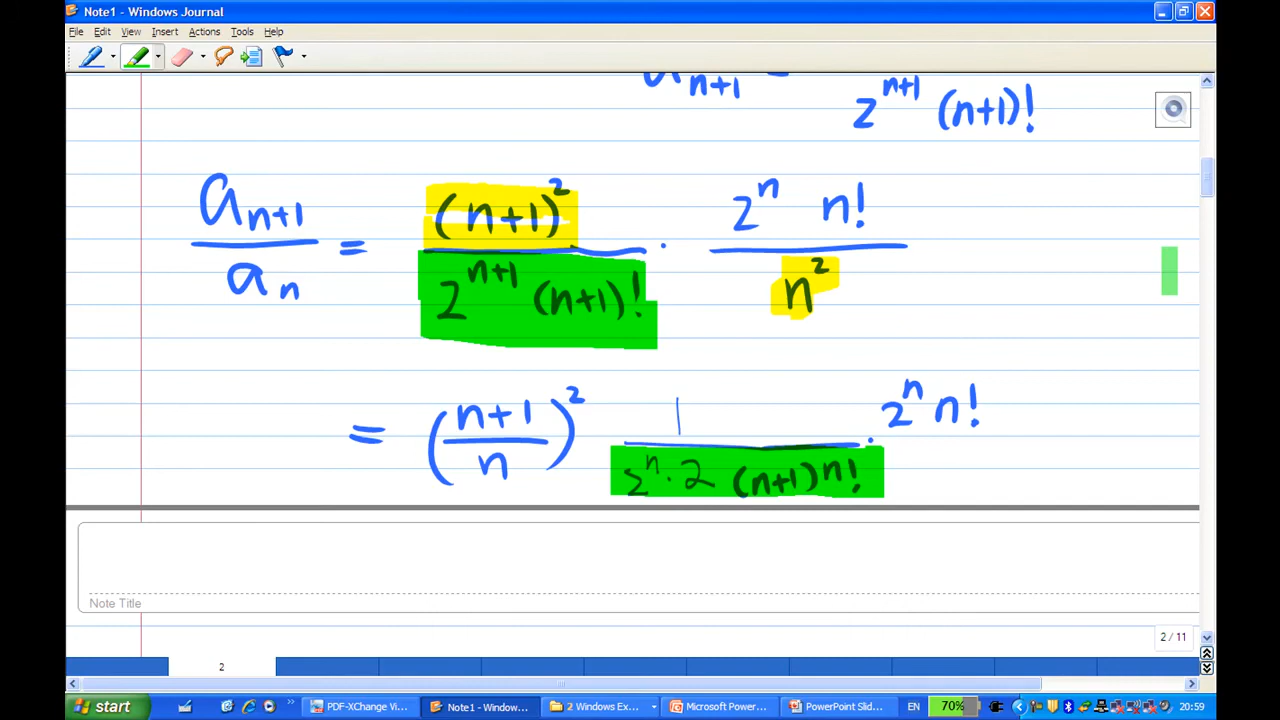 Note1 - Windows Journal
File Edit View Insert Actions Tools Help
a_{n+1} =
2^{n+1} (n+1)!
a_{n+1} / a_n = (n+1)^2 / 2^{n+1} (n+1)! · 2^n n! / n^2
= ((n+1) / n)^2 1 / 2^n · 2 (n+1) n! · 2^n n!
Note Title
2 / 11
2
start PDF-XChange Vi... Note1 - Window... 2 Windows Ex... Microsoft Power... PowerPoint Slid... EN 70% 20:59